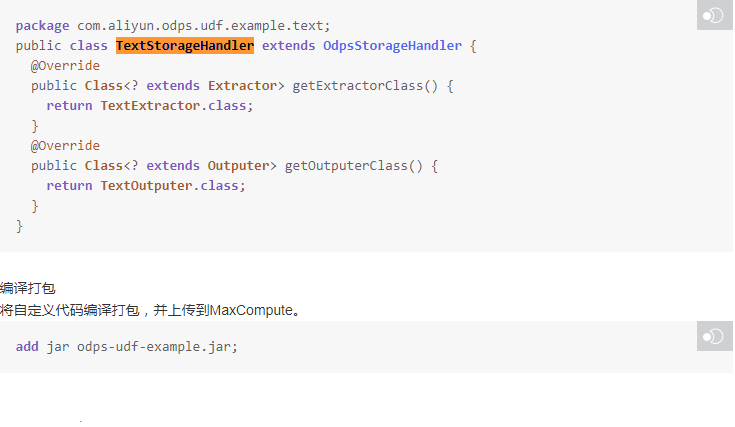 package com.aliyun.odps.udf.example.text;
public class TextStorageHandler extends OdpsStorageHandler {
  @Override
  public Class<? extends Extractor> getExtractorClass() {
    return TextExtractor.class;
  }
  @Override
  public Class<? extends Outputer> getOutputerClass() {
    return TextOutputer.class;
  }
}
编译打包
将自定义代码编译打包，并上传到MaxCompute。
add jar odps-udf-example.jar;